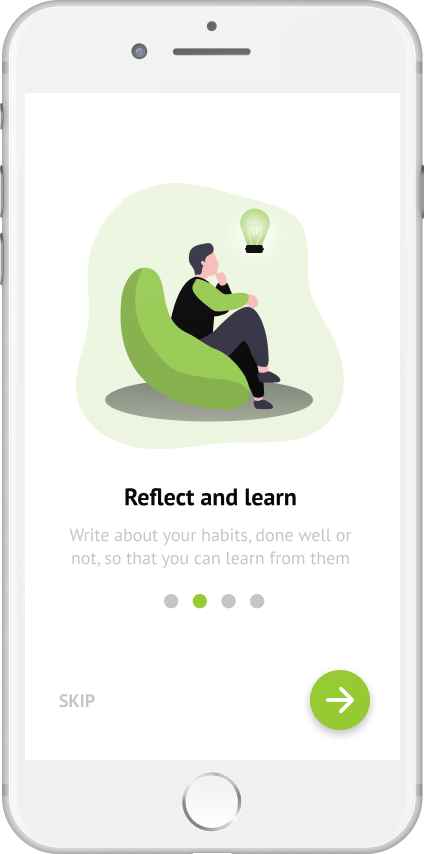 Reflect and learn
Write about your habits, done well or
not, so that you can learn from them
SKIP